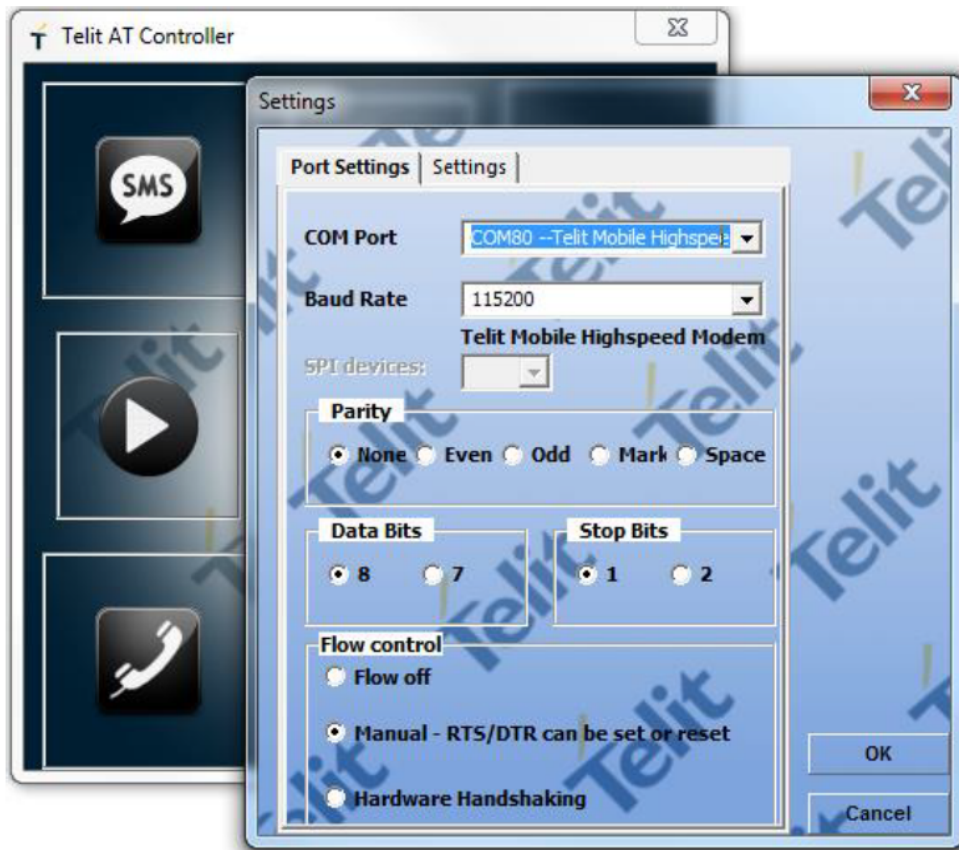 Telit AT Controller
Settings
SMS
Port Settings Settings
COM Port COM80 --Telit Mobile Highspee
Baud Rate 115200
Telit Mobile Highspeed Modem
SPI devices:
Parity
None Even Odd Mark Space
Data Bits Stop Bits
8 7 1 2
Flow control
Flow off
Manual - RTS/DTR can be set or reset
Hardware Handshaking
OK
Cancel
Telit